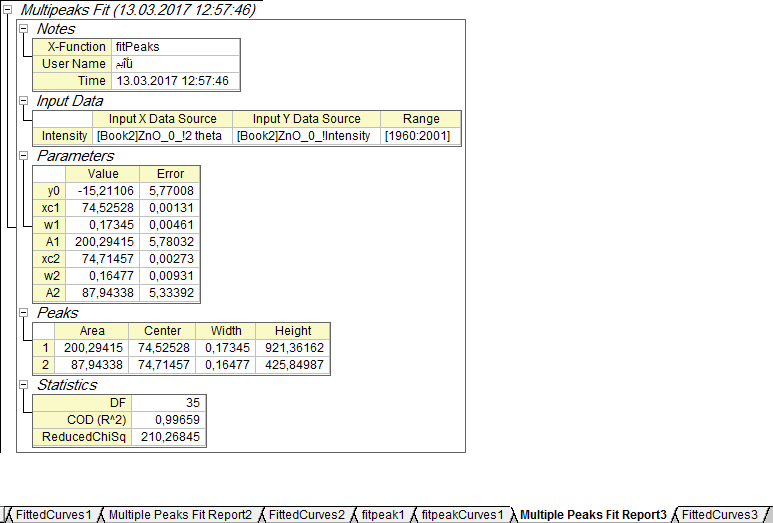 Multipeaks Fit (13.03.2017 12:57:46)
Notes
X-Function fitPeaks
User Name
Time 13.03.2017 12:57:46
Input Data
Input X Data Source Input Y Data Source Range
Intensity [Book2]ZnO_0_!2 theta [Book2]ZnO_0_!Intensity [1960:2001]
Parameters
Value Error
y0 -15,21106 5,77008
xc1 74,52528 0,00131
w1 0,17345 0,00461
A1 200,29415 5,78032
xc2 74,71457 0,00273
w2 0,16477 0,00931
A2 87,94338 5,33392
Peaks
Area Center Width Height
1 200,29415 74,52528 0,17345 921,36162
2 87,94338 74,71457 0,16477 425,84987
Statistics
DF 35
COD (R^2) 0,99659
ReducedChiSq 210,26845
FittedCurves1 Multiple Peaks Fit Report2 FittedCurves2 fitpeak1 fitpeakCurves1 Multiple Peaks Fit Report3 FittedCurves3